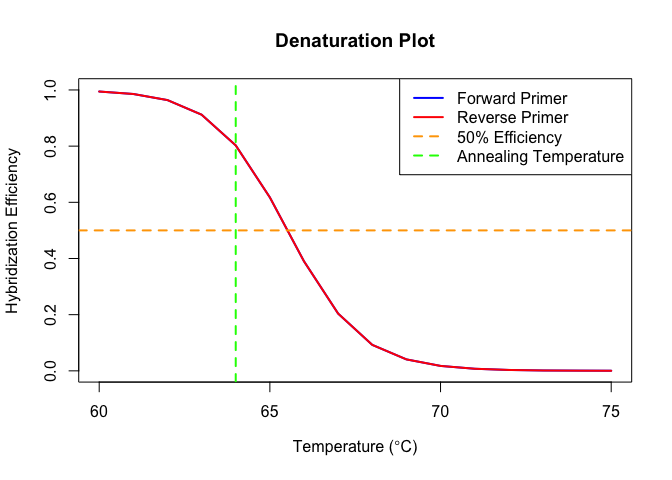 Denaturation Plot
Forward Primer
Reverse Primer
50% Efficiency
Annealing Temperature
Hybridization Efficiency
1.0
0.8
0.6
0.4
0.2
0.0
60
65
70
75
Temperature (°C)